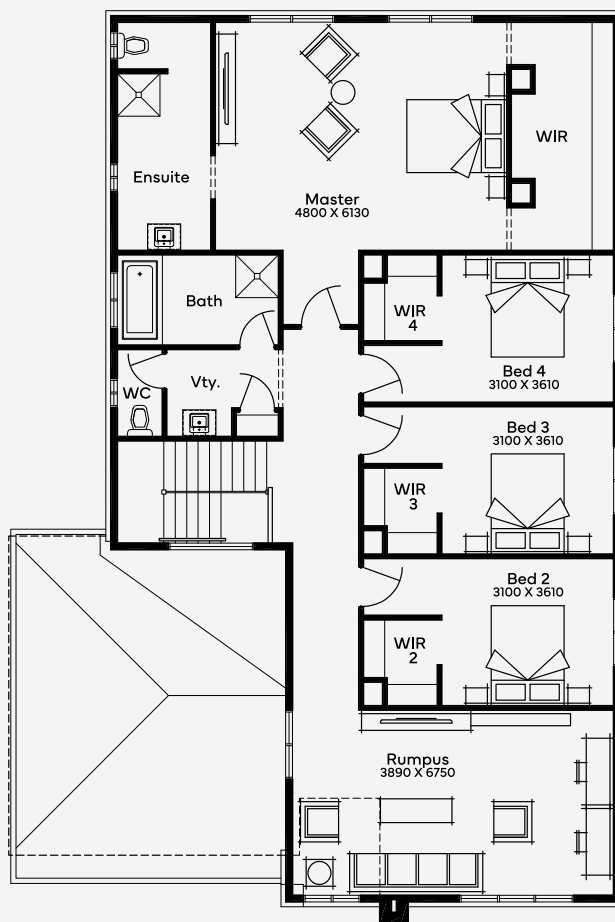 Ensuite
Master
4800 X 6130
WIR
Bath
WIR
4
Bed 4
3100 X 3610
WC
Vty.
Bed 3
3100 X 3610
WIR
3
Bed 2
3100 X 3610
WIR
2
Rumpus
3890 X 6750